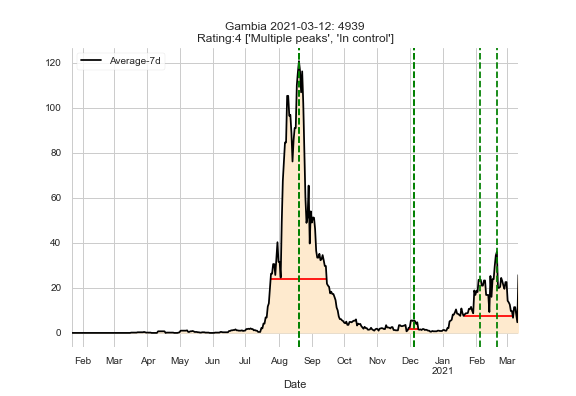 Gambia 2021-03-12: 4939
Rating:4 ['Multiple peaks', 'In control']
Average-7d
120
100
80
60
40
20
0
Feb Mar Apr May Jun Jul Aug Sep Oct Nov Dec Jan Feb Mar
2021
Date